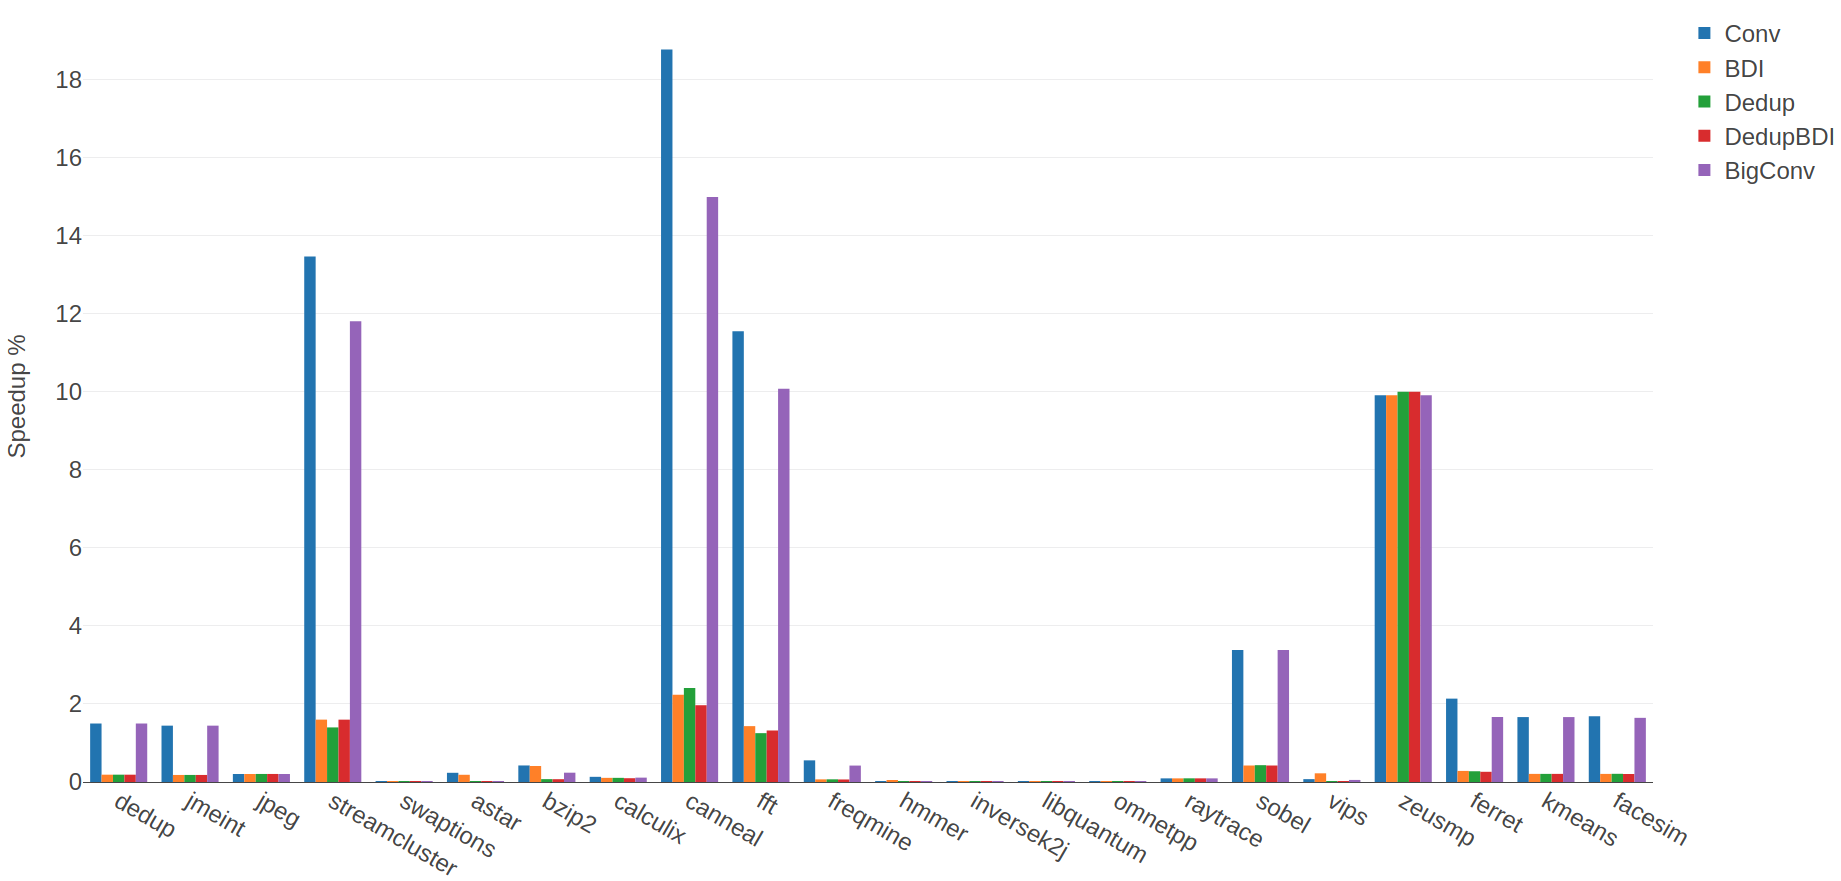 Speedup %
18
16
14
12
10
8
6
4
2
0
dedup
jmeint
jpeg
streamcluster
swaptions
astar
bzip2
calculix
canneal
fft
freqmine
hmmer
inversek2j
libquantum
omnetpp
raytrace
sobel
vips
zeusmp
ferret
kmeans
facesim
Conv
BDI
Dedup
DedupBDI
BigConv